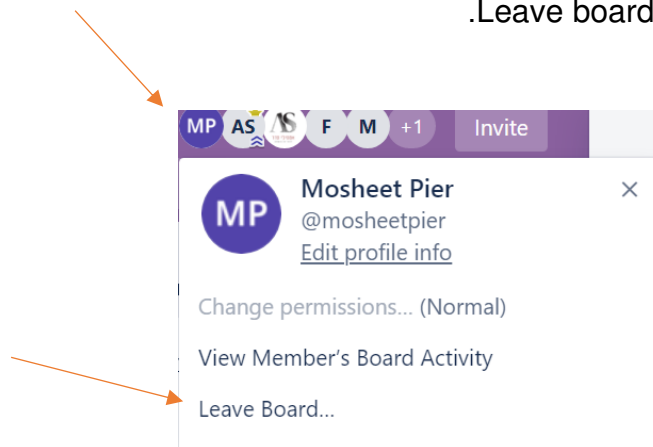 .Leave board
MP AS F M +1 Invite
MP
Mosheet Pier
@mosheetpier
Edit profile info
Change permissions... (Normal)
View Member's Board Activity
Leave Board...